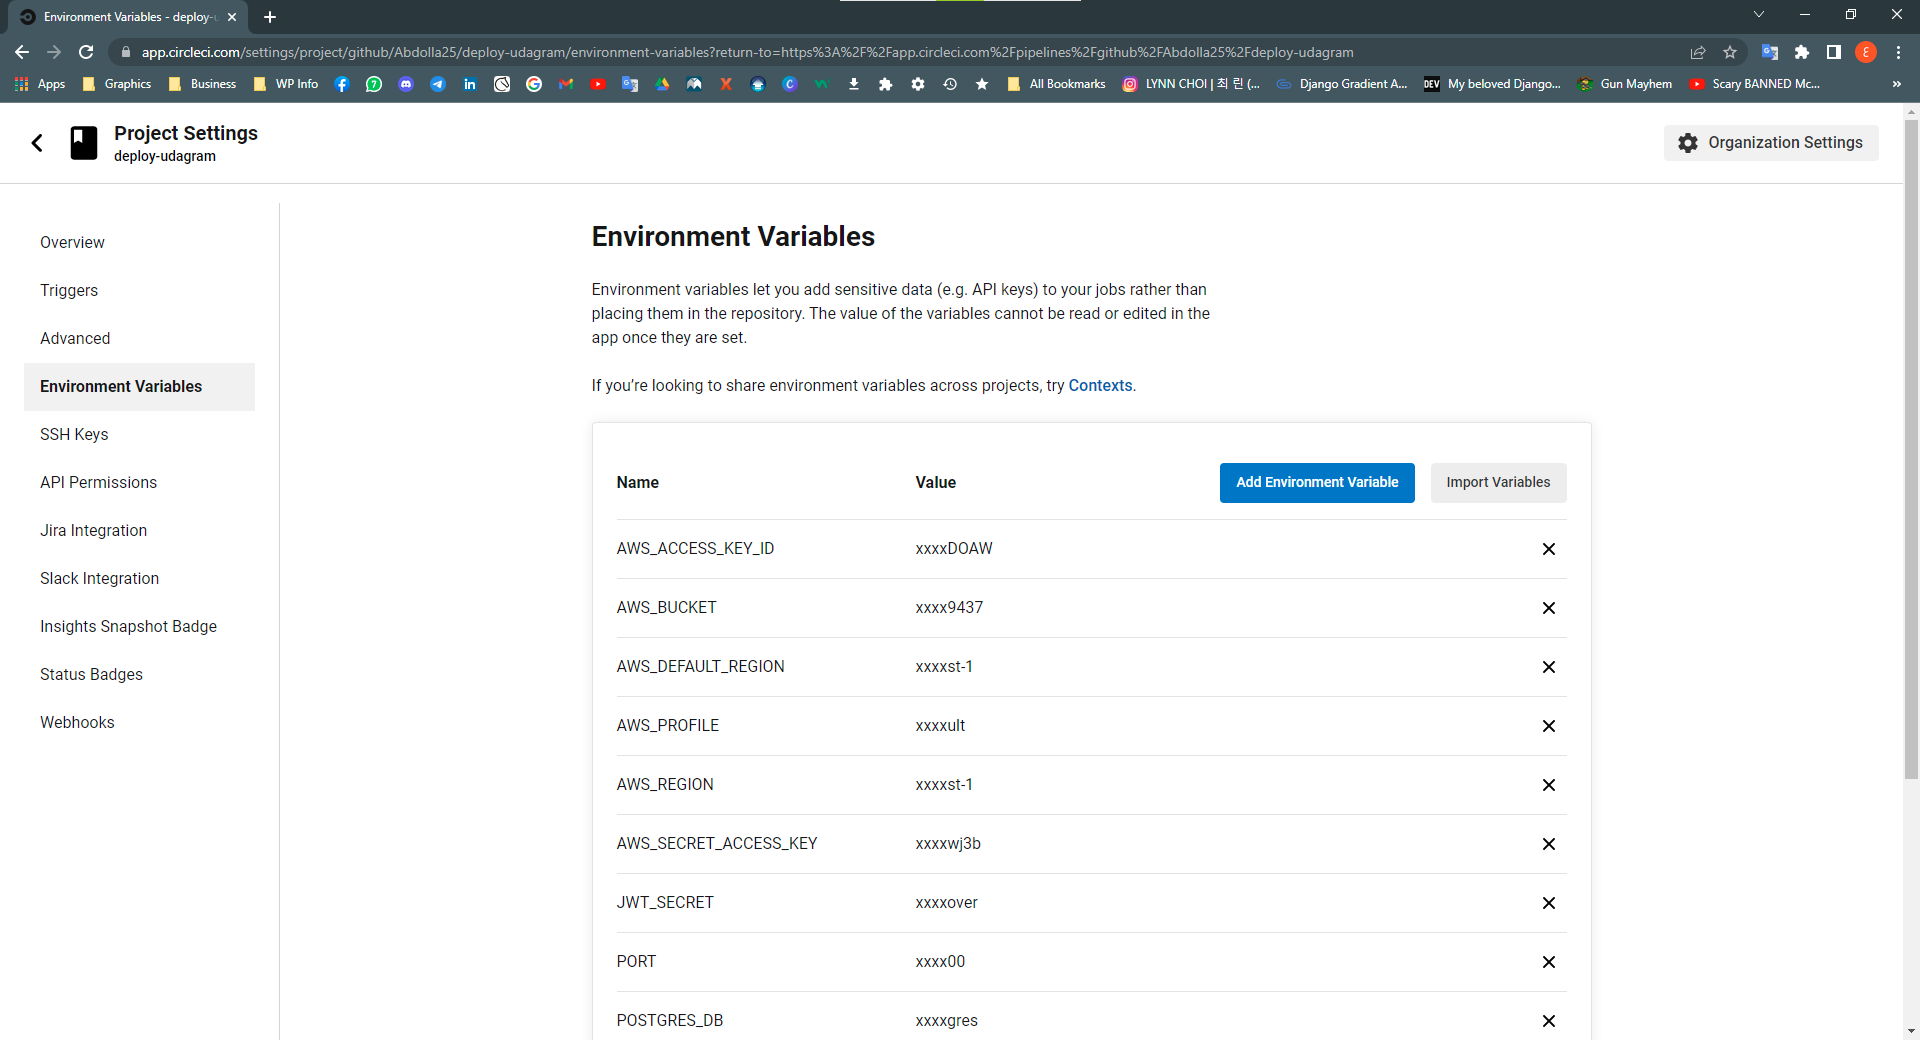 Environment Variables - deploy-u
app.circleci.com/settings/project/github/Abdolla25/deploy-udagram/environment-variables?return-to=https%3A%2F%2Fapp.circleci.com%2Fpipelines%2Fgithub%2FAbdolla25%2Fdeploy-udagram
Apps Graphics Business WP Info All Bookmarks LYNN CHOI | 최 린 (... Django Gradient A... DEV My beloved Django... Gun Mayhem Scary BANNED Mc... »
Project Settings
deploy-udagram
Organization Settings
Overview
Triggers
Advanced
Environment Variables
SSH Keys
API Permissions
Jira Integration
Slack Integration
Insights Snapshot Badge
Status Badges
Webhooks
Environment Variables
Environment variables let you add sensitive data (e.g. API keys) to your jobs rather than
placing them in the repository. The value of the variables cannot be read or edited in the
app once they are set.
If you’re looking to share environment variables across projects, try Contexts.
Name Value Add Environment Variable Import Variables
AWS_ACCESS_KEY_ID xxxxDOAW
AWS_BUCKET xxxx9437
AWS_DEFAULT_REGION xxxxst-1
AWS_PROFILE xxxxult
AWS_REGION xxxxst-1
AWS_SECRET_ACCESS_KEY xxxxwj3b
JWT_SECRET xxxxover
PORT xxxx00
POSTGRES_DB xxxxgres